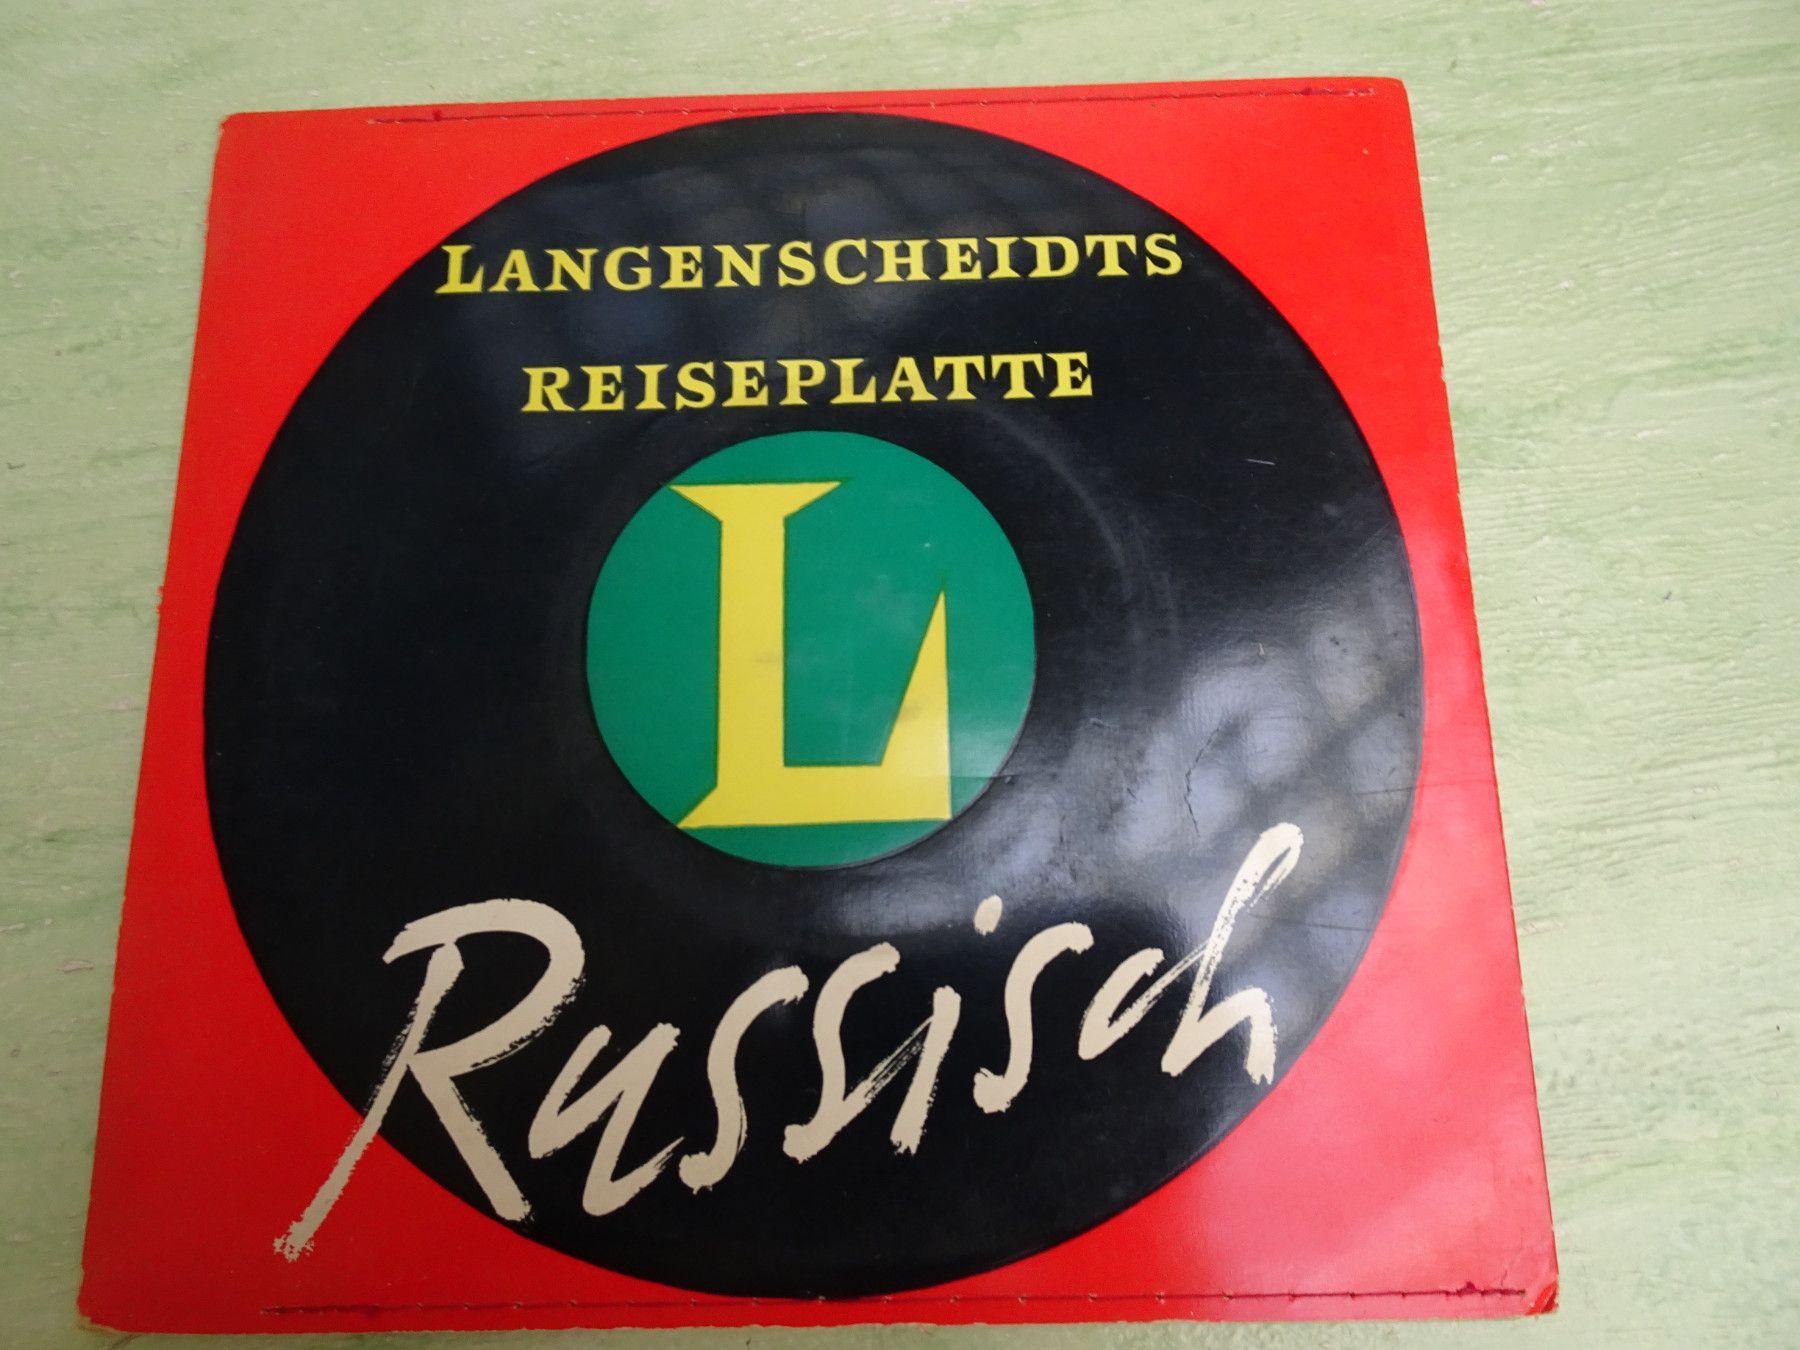 LANGENSCHEIDTS
REISEPLATTE
L
Russisch